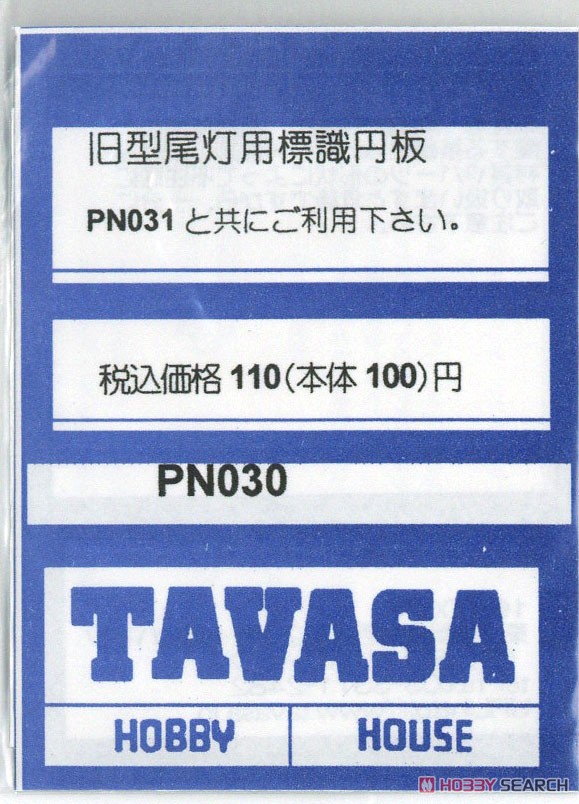 旧型尾灯用標識円板
PN031 と共にご利用下さい。
税込価格 110(本体 100)円
PN030
TAVASA
HOBBY HOUSE
HOBBY SEARCH